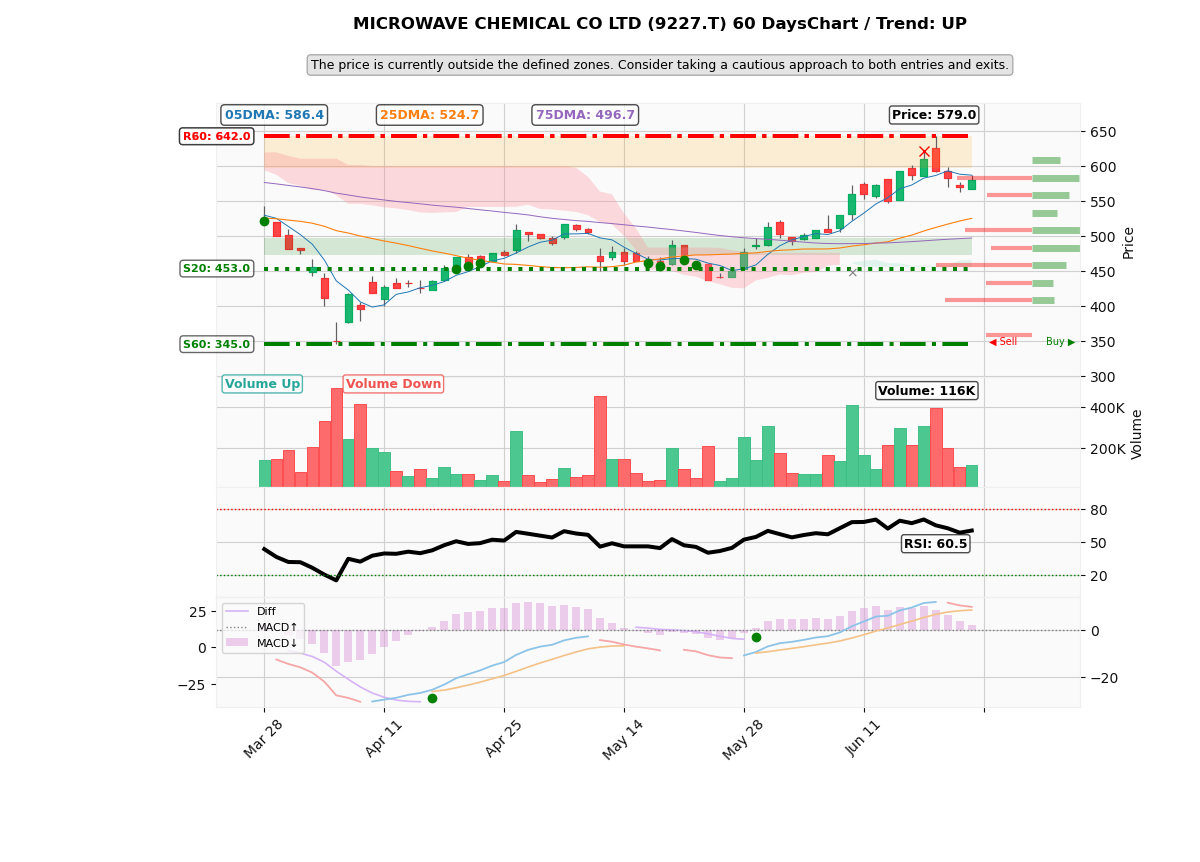 MICROWAVE CHEMICAL CO LTD (9227.T) 60 DaysChart / Trend: UP
The price is currently outside the defined zones. Consider taking a cautious approach to both entries and exits.
05DMA: 586.4
25DMA: 524.7
75DMA: 496.7
Price: 579.0
R60: 642.0
S20: 453.0
S60: 345.0
650
600
550
500
450
400
350
300
Price
◀ Sell
Buy ▶
Volume Up
Volume Down
Volume: 116K
400K
200K
Volume
80
50
20
RSI: 60.5
Diff
MACD↑
MACD↓
25
0
−25
0
−20
Mar 28
Apr 11
Apr 25
May 14
May 28
Jun 11